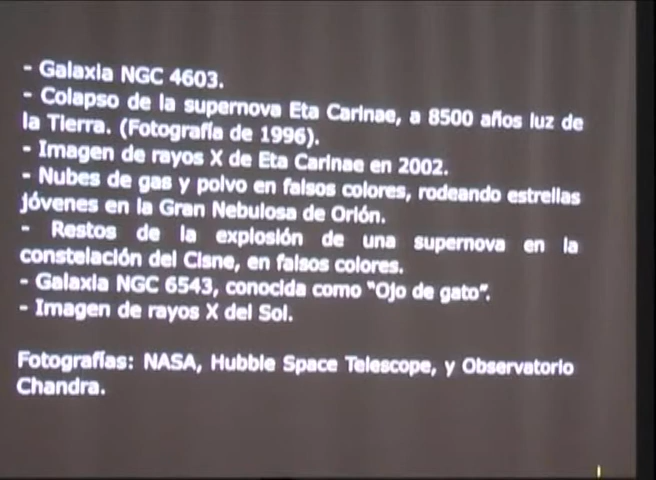 - Galaxia NGC 4603.
- Colapso de la supernova Eta Carinae, a 8500 años luz de
la Tierra. (Fotografía de 1996).
- Imagen de rayos X de Eta Carinae en 2002.
- Nubes de gas y polvo en falsos colores, rodeando estrellas
jóvenes en la Gran Nebulosa de Orión.
- Restos de la explosión de una supernova en la
constelación del Cisne, en falsos colores.
- Galaxia NGC 6543, conocida como "Ojo de gato".
- Imagen de rayos X del Sol.
Fotografías: NASA, Hubble Space Telescope, y Observatorio
Chandra.